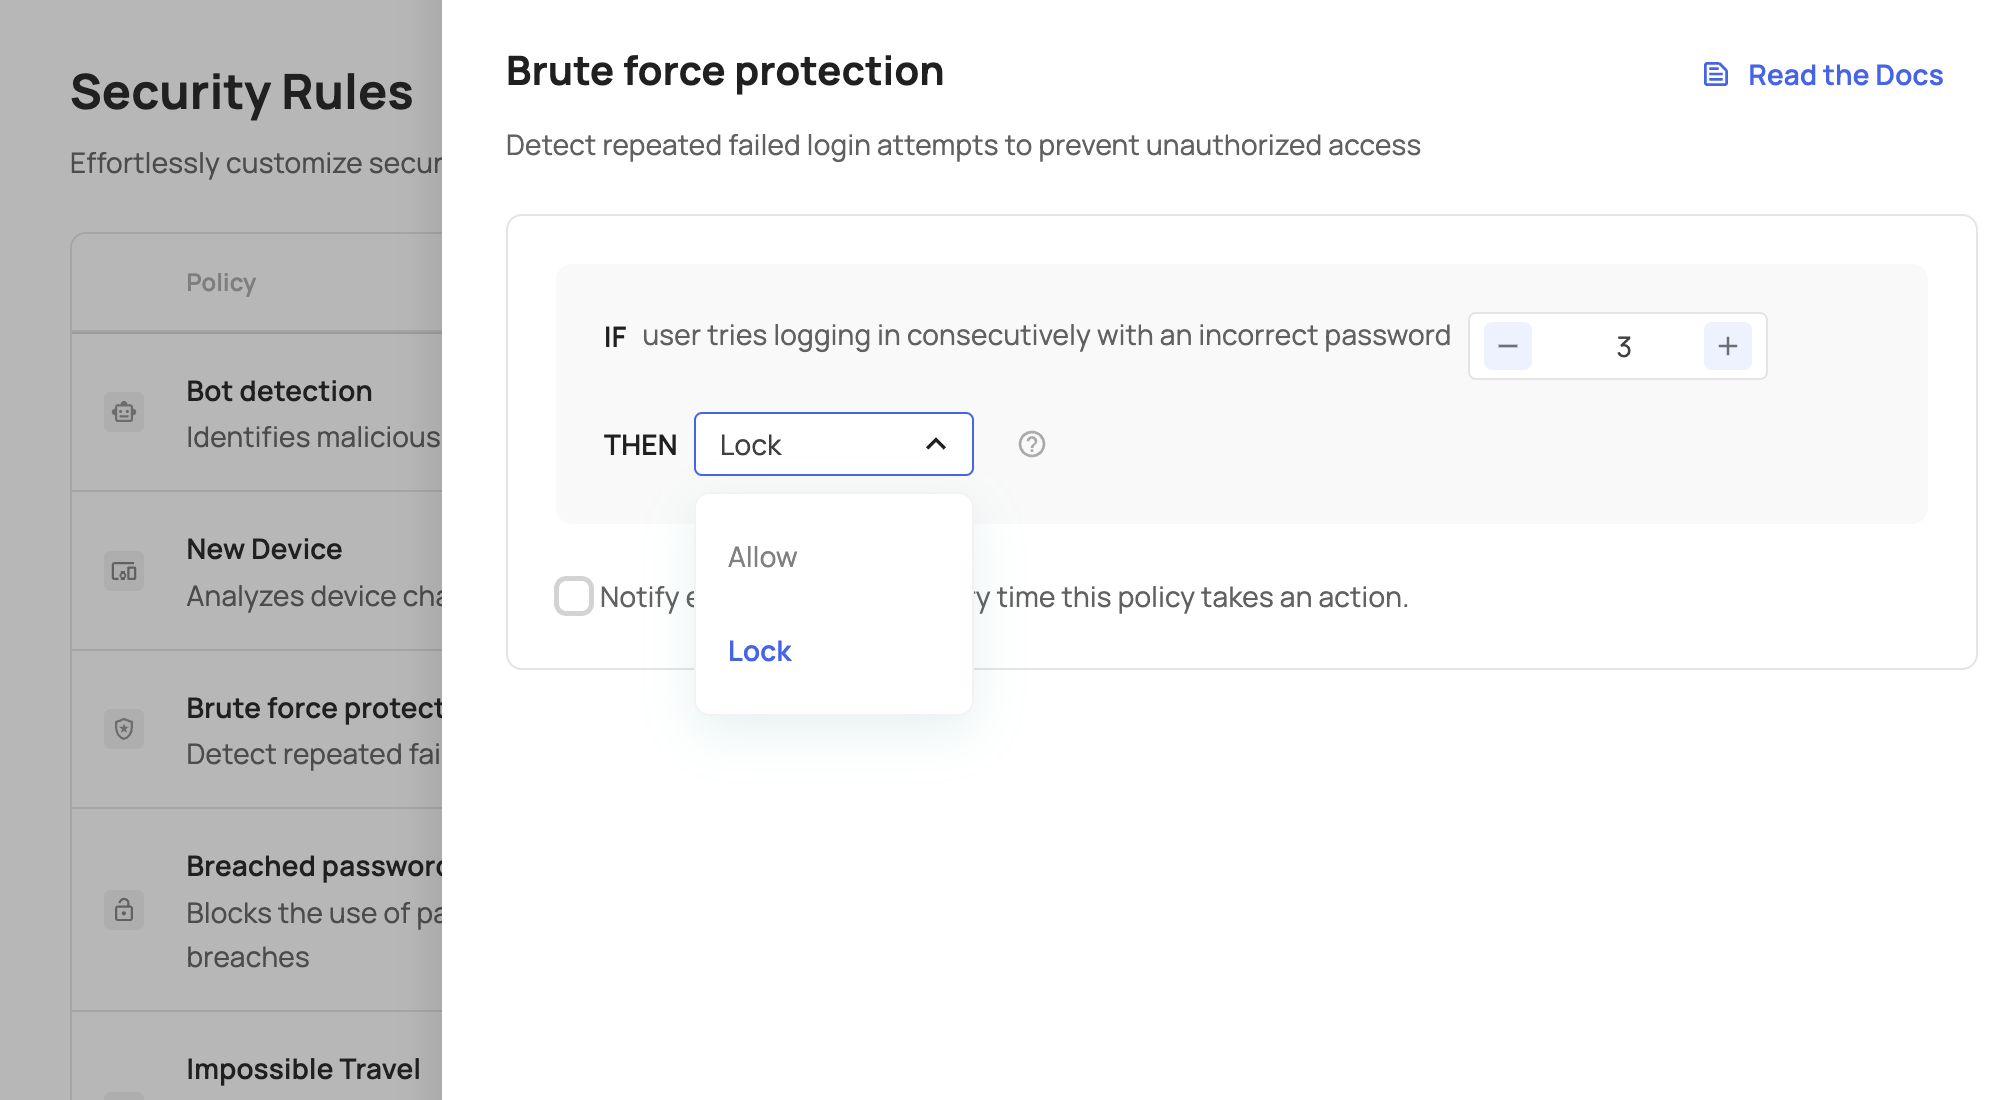 Security Rules
Effortlessly customize secur
Policy
Bot detection
Identifies malicious
New Device
Analyzes device cha
Brute force protect
Detect repeated fai
Breached password
Blocks the use of pa
breaches
Impossible Travel
Brute force protection
Read the Docs
Detect repeated failed login attempts to prevent unauthorized access
IF user tries logging in consecutively with an incorrect password 3
THEN Lock
Allow
Notify e y time this policy takes an action.
Lock